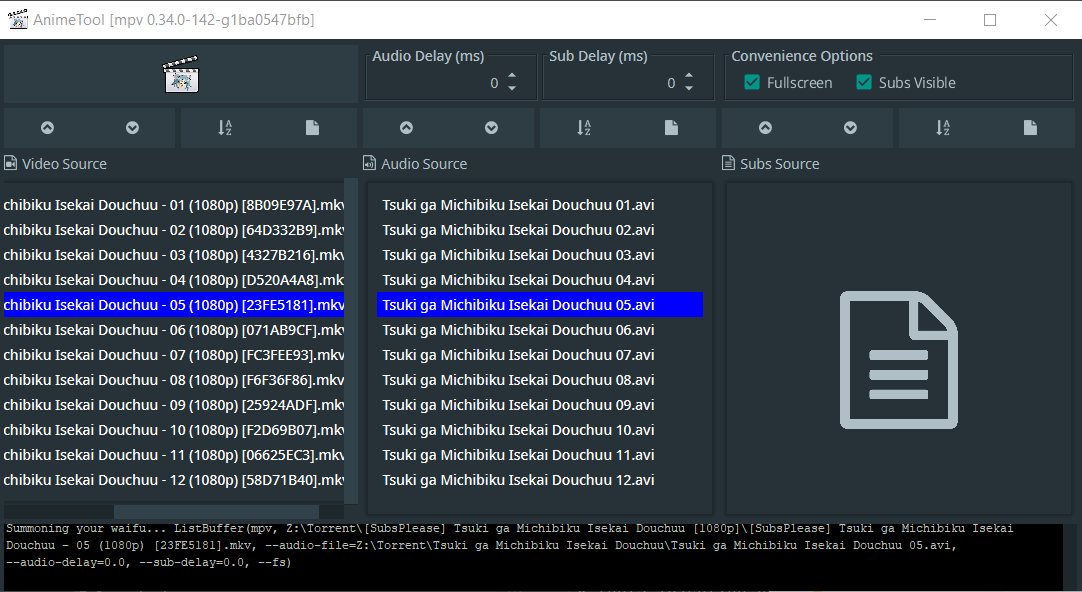 AnimeTool [mpv 0.34.0-142-g1ba0547bfb]
Audio Delay (ms)
0
Sub Delay (ms)
0
Convenience Options
Fullscreen
Subs Visible
Video Source
Audio Source
Subs Source
chibiku Isekai Douchuu - 01 (1080p) [8B09E97A].mkv
chibiku Isekai Douchuu - 02 (1080p) [64D332B9].mkv
chibiku Isekai Douchuu - 03 (1080p) [4327B216].mkv
chibiku Isekai Douchuu - 04 (1080p) [D520A4A8].mk
chibiku Isekai Douchuu - 05 (1080p) [23FE5181].mkv
chibiku Isekai Douchuu - 06 (1080p) [071AB9CF].mkv
chibiku Isekai Douchuu - 07 (1080p) [FC3FEE93].mkv
chibiku Isekai Douchuu - 08 (1080p) [F6F36F86].mkv
chibiku Isekai Douchuu - 09 (1080p) [25924ADF].mkv
chibiku Isekai Douchuu - 10 (1080p) [F2D69B07].mkv
chibiku Isekai Douchuu - 11 (1080p) [06625EC3].mkv
chibiku Isekai Douchuu - 12 (1080p) [58D71B40].mkv
Tsuki ga Michibiku Isekai Douchuu 01.avi
Tsuki ga Michibiku Isekai Douchuu 02.avi
Tsuki ga Michibiku Isekai Douchuu 03.avi
Tsuki ga Michibiku Isekai Douchuu 04.avi
Tsuki ga Michibiku Isekai Douchuu 05.avi
Tsuki ga Michibiku Isekai Douchuu 06.avi
Tsuki ga Michibiku Isekai Douchuu 07.avi
Tsuki ga Michibiku Isekai Douchuu 08.avi
Tsuki ga Michibiku Isekai Douchuu 09.avi
Tsuki ga Michibiku Isekai Douchuu 10.avi
Tsuki ga Michibiku Isekai Douchuu 11.avi
Tsuki ga Michibiku Isekai Douchuu 12.avi
Summoning your waifu... ListBuffer(mpv, Z:\Torrent\[SubsPlease] Tsuki ga Michibiku Isekai Douchuu [1080p]\[SubsPlease] Tsuki ga Michibiku Isekai
Douchuu - 05 (1080p) [23FE5181].mkv, --audio-file=Z:\Torrent\Tsuki ga Michibiku Isekai Douchuu\Tsuki ga Michibiku Isekai Douchuu 05.avi,
--audio-delay=0.0, --sub-delay=0.0, --fs)